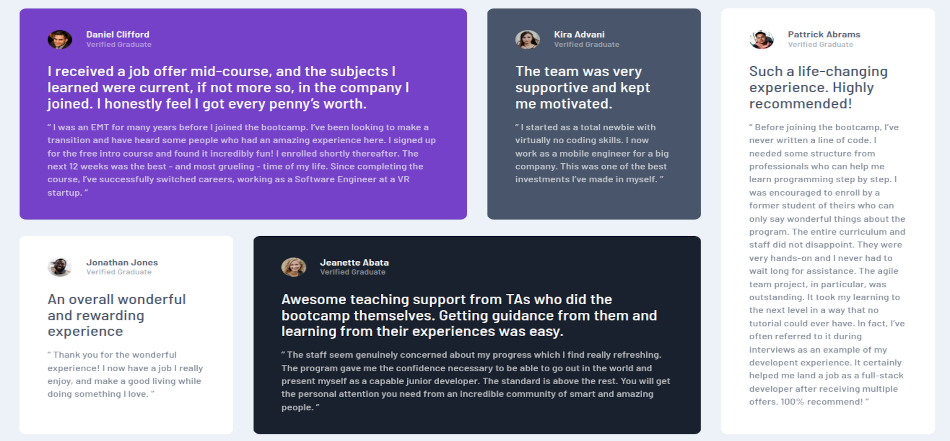 Daniel Clifford
Verified Graduate
I received a job offer mid-course, and the subjects I
learned were current, if not more so, in the company I
joined. I honestly feel I got every penny's worth.
" I was an EMT for many years before I joined the bootcamp. I've been looking to make a
transition and have heard some people who had an amazing experience here. I signed up
for the free intro course and found it incredibly fun! I enrolled shortly thereafter. The
next 12 weeks was the best - and most grueling - time of my life. Since completing the
course, I've successfully switched careers, working as a Software Engineer at a VR
startup. "
Kira Advani
Verified Graduate
The team was very
supportive and kept
me motivated.
" I started as a total newbie with
virtually no coding skills. I now
work as a mobile engineer for a big
company. This was one of the best
investments I've made in myself. "
Pattrick Abrams
Verified Graduate
Such a life-changing
experience. Highly
recommended!
" Before joining the bootcamp, I've
never written a line of code. I
needed some structure from
professionals who can help me
learn programming step by step. I
was encouraged to enroll by a
former student of theirs who can
only say wonderful things about the
program. The entire curriculum and
staff did not disappoint. They were
very hands-on and I never had to
wait long for assistance. The agile
team project, in particular, was
outstanding. It took my learning to
the next level in a way that no
tutorial could ever have. In fact, I've
often referred to it during
interviews as an example of my
developent experience. It certainly
helped me land a job as a full-stack
developer after receiving multiple
offers. 100% recommend! "
Jonathan Jones
Verified Graduate
An overall wonderful
and rewarding
experience
" Thank you for the wonderful
experience! I now have a job I really
enjoy, and make a good living while
doing something I love. "
Jeanette Abata
Verified Graduate
Awesome teaching support from TAs who did the
bootcamp themselves. Getting guidance from them and
learning from their experiences was easy.
" The staff seem genuinely concerned about my progress which I find really refreshing.
The program gave me the confidence necessary to be able to go out in the world and
present myself as a capable junior developer. The standard is above the rest. You will get
the personal attention you need from an incredible community of smart and amazing
people. "